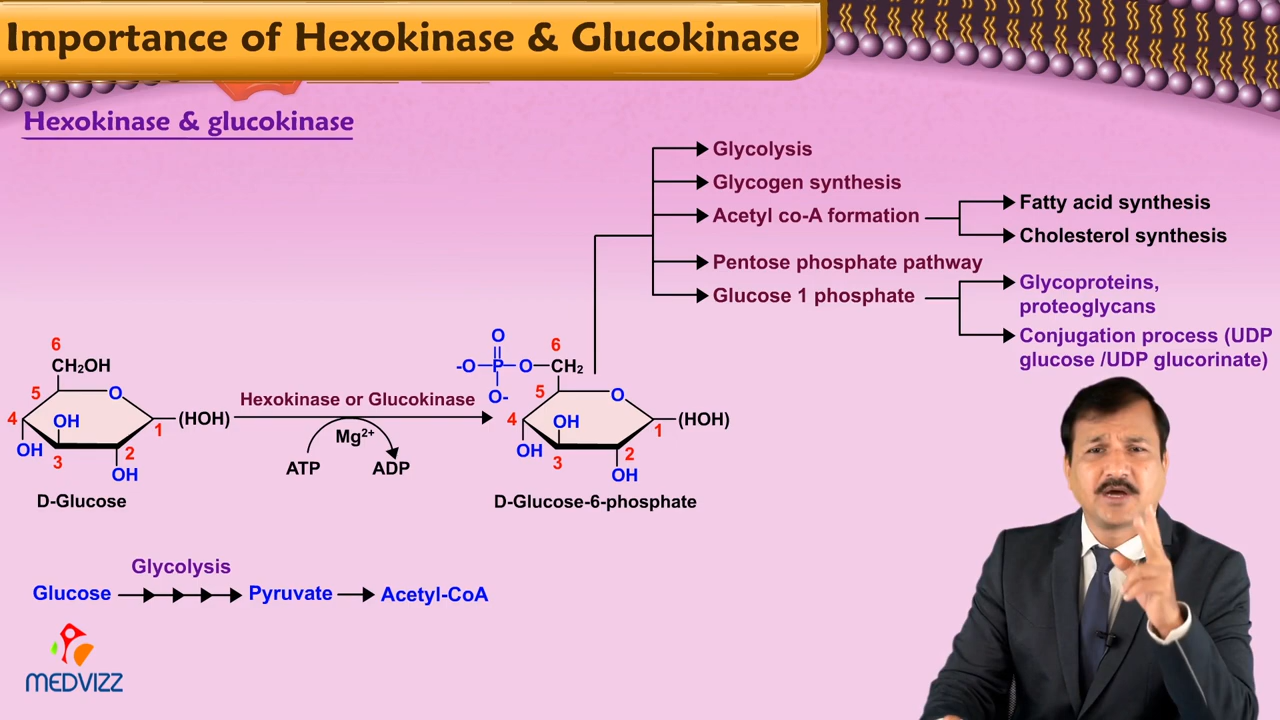 Importance of Hexokinase & Glucokinase
Hexokinase & glucokinase
Glycolysis
Glycogen synthesis
Acetyl co-A formation
Fatty acid synthesis
Cholesterol synthesis
Pentose phosphate pathway
Glucose 1 phosphate
Glycoproteins,
proteoglycans
Conjugation process (UDP
glucose /UDP glucorinate)
6
CH₂OH
5
O
4
OH
(HOH)
1
OH
3
2
OH
D-Glucose
Hexokinase or Glucokinase
Mg²⁺
ATP
ADP
O
-O-P-O-CH₂
6
O-
5
O
4
OH
(HOH)
1
OH
3
2
OH
D-Glucose-6-phosphate
Glycolysis
Glucose
Pyruvate
Acetyl-CoA
MEDVIZZ